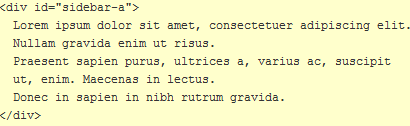 <div id="sidebar-a">
Lorem ipsum dolor sit amet, consectetuer adipiscing elit.
Nullam gravida enim ut risus.
Praesent sapien purus, ultrices a, varius ac, suscipit
ut, enim. Maecenas in lectus.
Donec in sapien in nibh rutrum gravida.
</div>